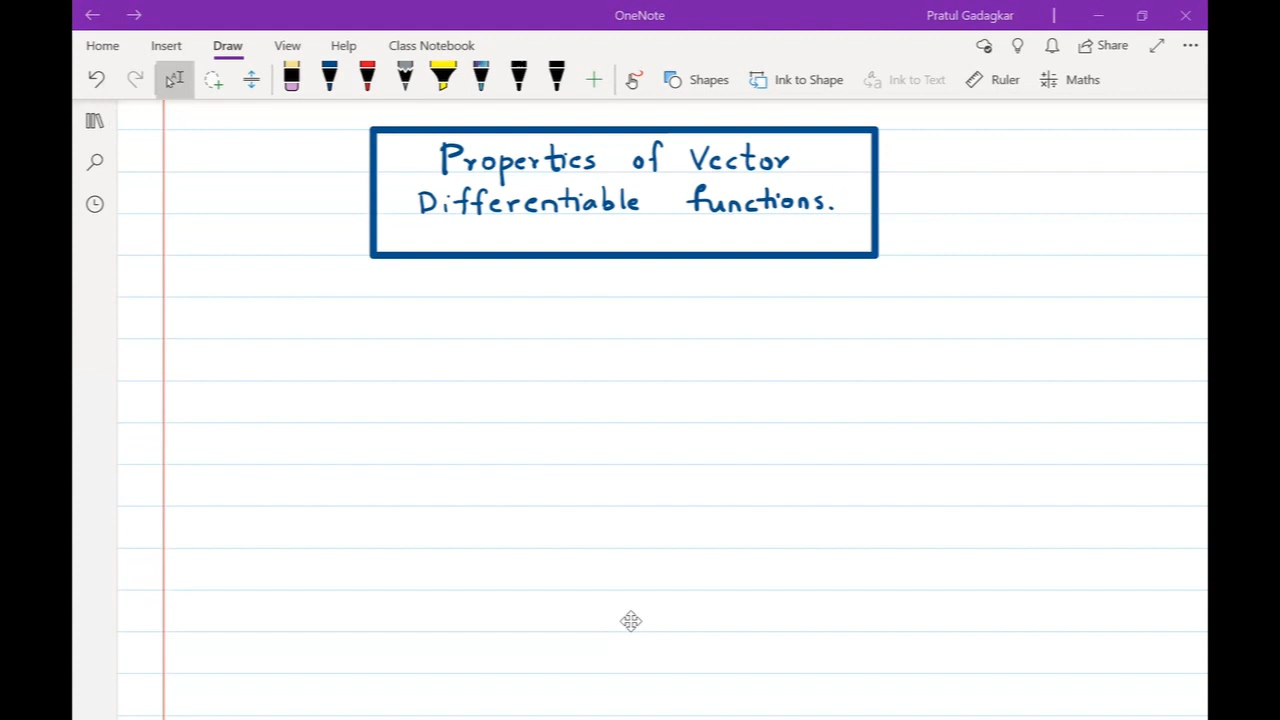 OneNote
Pratul Gadagkar
Home Insert Draw View Help Class Notebook
Share
Shapes Ink to Shape Ink to Text Ruler Maths
Properties of Vector
Differentiable functions.